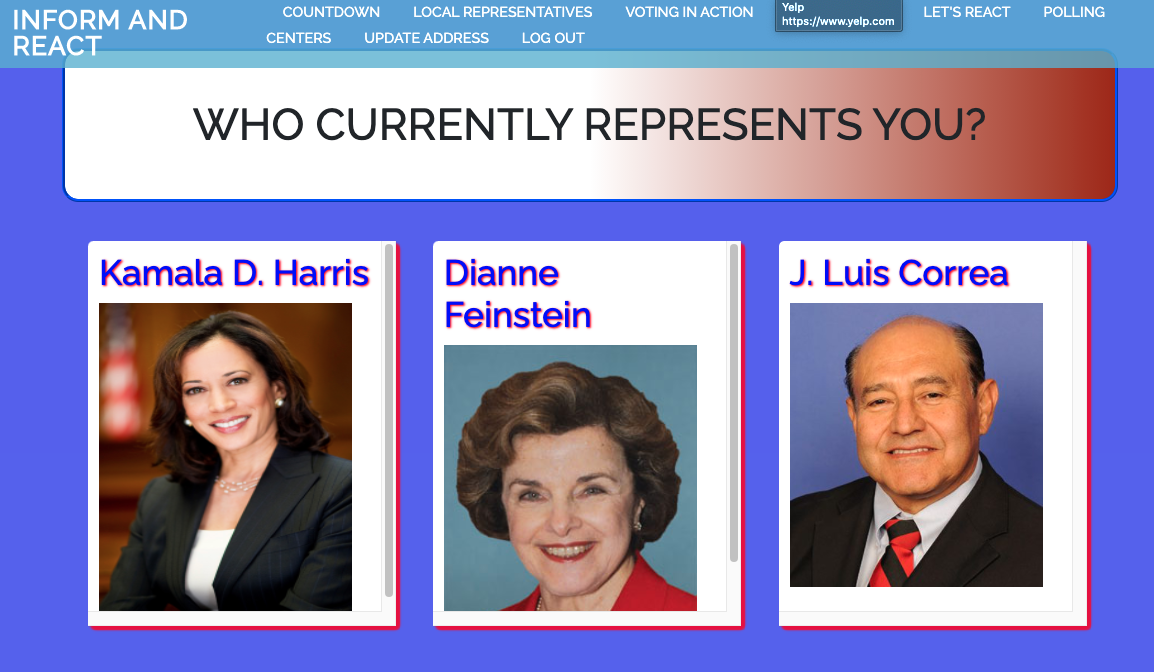 INFORM AND
REACT
COUNTDOWN LOCAL REPRESENTATIVES VOTING IN ACTION
Yelp
https://www.yelp.com
LET'S REACT POLLING
CENTERS UPDATE ADDRESS LOG OUT
WHO CURRENTLY REPRESENTS YOU?
Kamala D. Harris
Dianne
Feinstein
J. Luis Correa